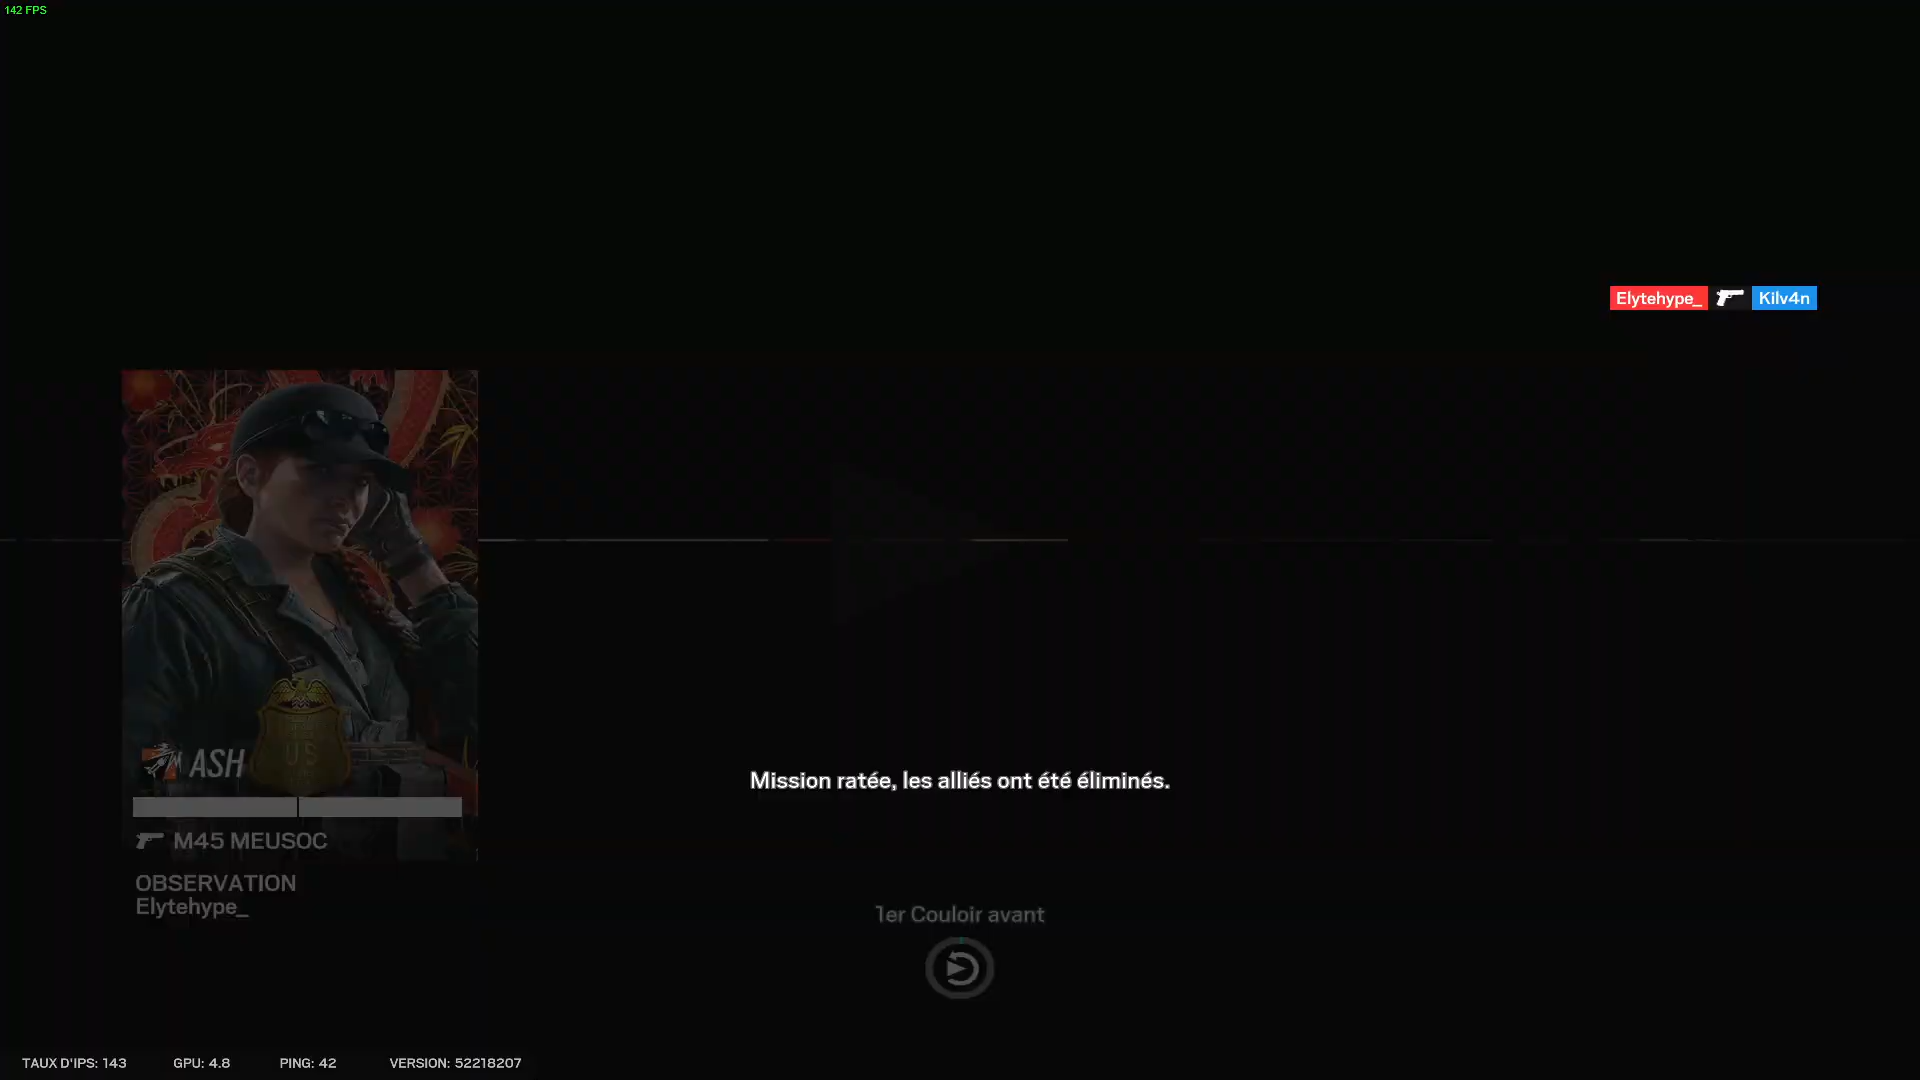 142 FPS
Elytehype_ Kilv4n
US
ASH
M45 MEUSOC
OBSERVATION
Elytehype_
Mission ratée, les alliés ont été éliminés.
1er Couloir avant
TAUX D'IPS: 143 GPU: 4.8 PING: 42 VERSION: 52218207